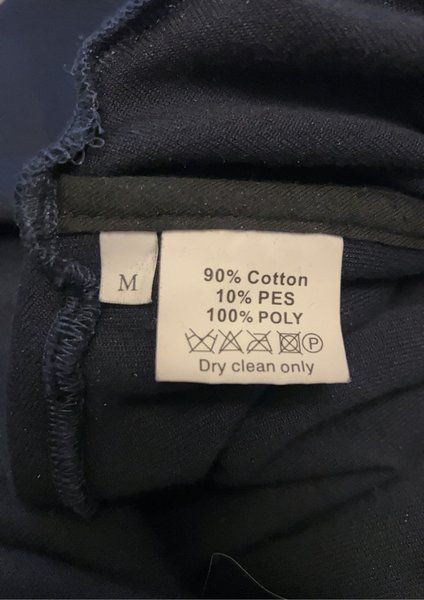 M
90% Cotton
10% PES
100% POLY
P
Dry clean only